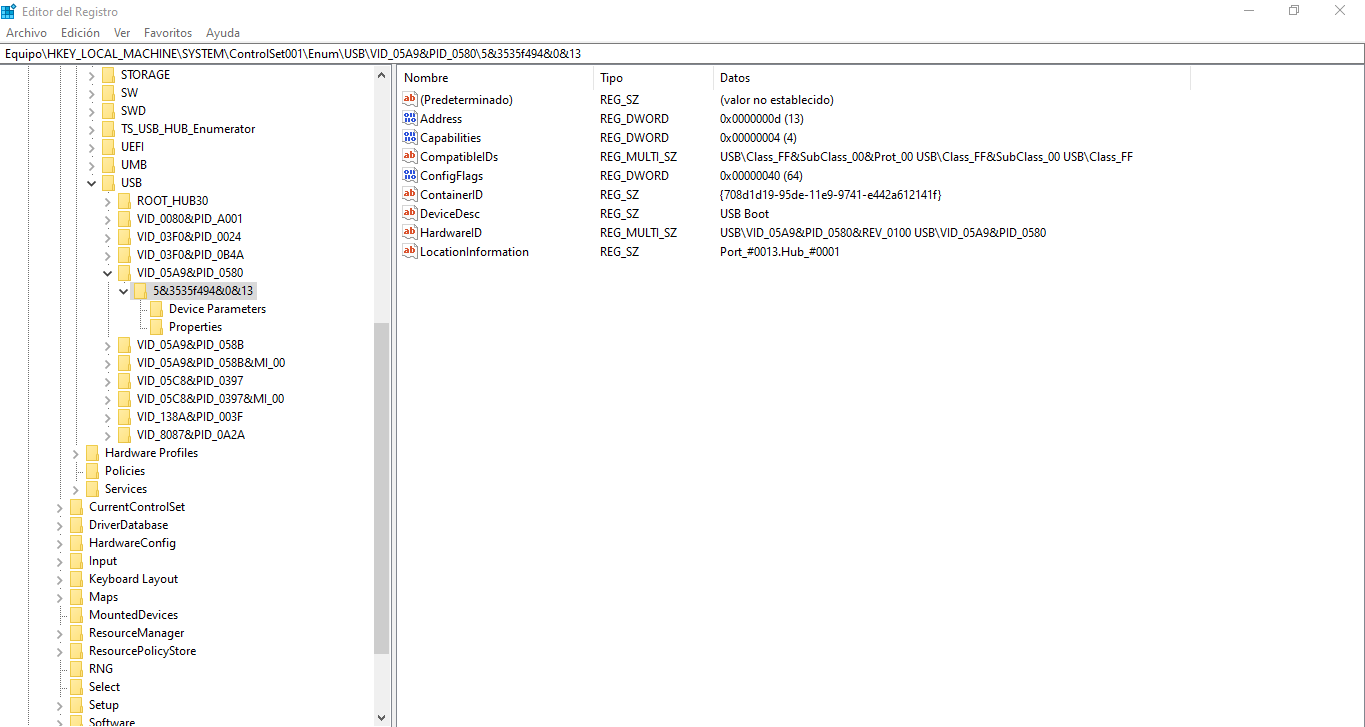 Editor del Registro
Archivo Edición Ver Favoritos Ayuda
Equipo\HKEY_LOCAL_MACHINE\SYSTEM\ControlSet001\Enum\USB\VID_05A9&PID_0580\5&3535f494&0&13
STORAGE
SW
SWD
TS_USB_HUB_Enumerator
UEFI
UMB
USB
ROOT_HUB30
VID_0080&PID_A001
VID_03F0&PID_0024
VID_03F0&PID_0B4A
VID_05A9&PID_0580
5&3535f494&0&13
Device Parameters
Properties
VID_05A9&PID_058B
VID_05A9&PID_058B&MI_00
VID_05C8&PID_0397
VID_05C8&PID_0397&MI_00
VID_138A&PID_003F
VID_8087&PID_0A2A
Hardware Profiles
Policies
Services
CurrentControlSet
DriverDatabase
HardwareConfig
Input
Keyboard Layout
Maps
MountedDevices
ResourceManager
ResourcePolicyStore
RNG
Select
Setup
Software
Nombre Tipo Datos
(Predeterminado) REG_SZ (valor no establecido)
Address REG_DWORD 0x0000000d (13)
Capabilities REG_DWORD 0x00000004 (4)
CompatibleIDs REG_MULTI_SZ USB\Class_FF&SubClass_00&Prot_00 USB\Class_FF&SubClass_00 USB\Class_FF
ConfigFlags REG_DWORD 0x00000040 (64)
ContainerID REG_SZ {708d1d19-95de-11e9-9741-e442a612141f}
DeviceDesc REG_SZ USB Boot
HardwareID REG_MULTI_SZ USB\VID_05A9&PID_0580&REV_0100 USB\VID_05A9&PID_0580
LocationInformation REG_SZ Port_#0013.Hub_#0001